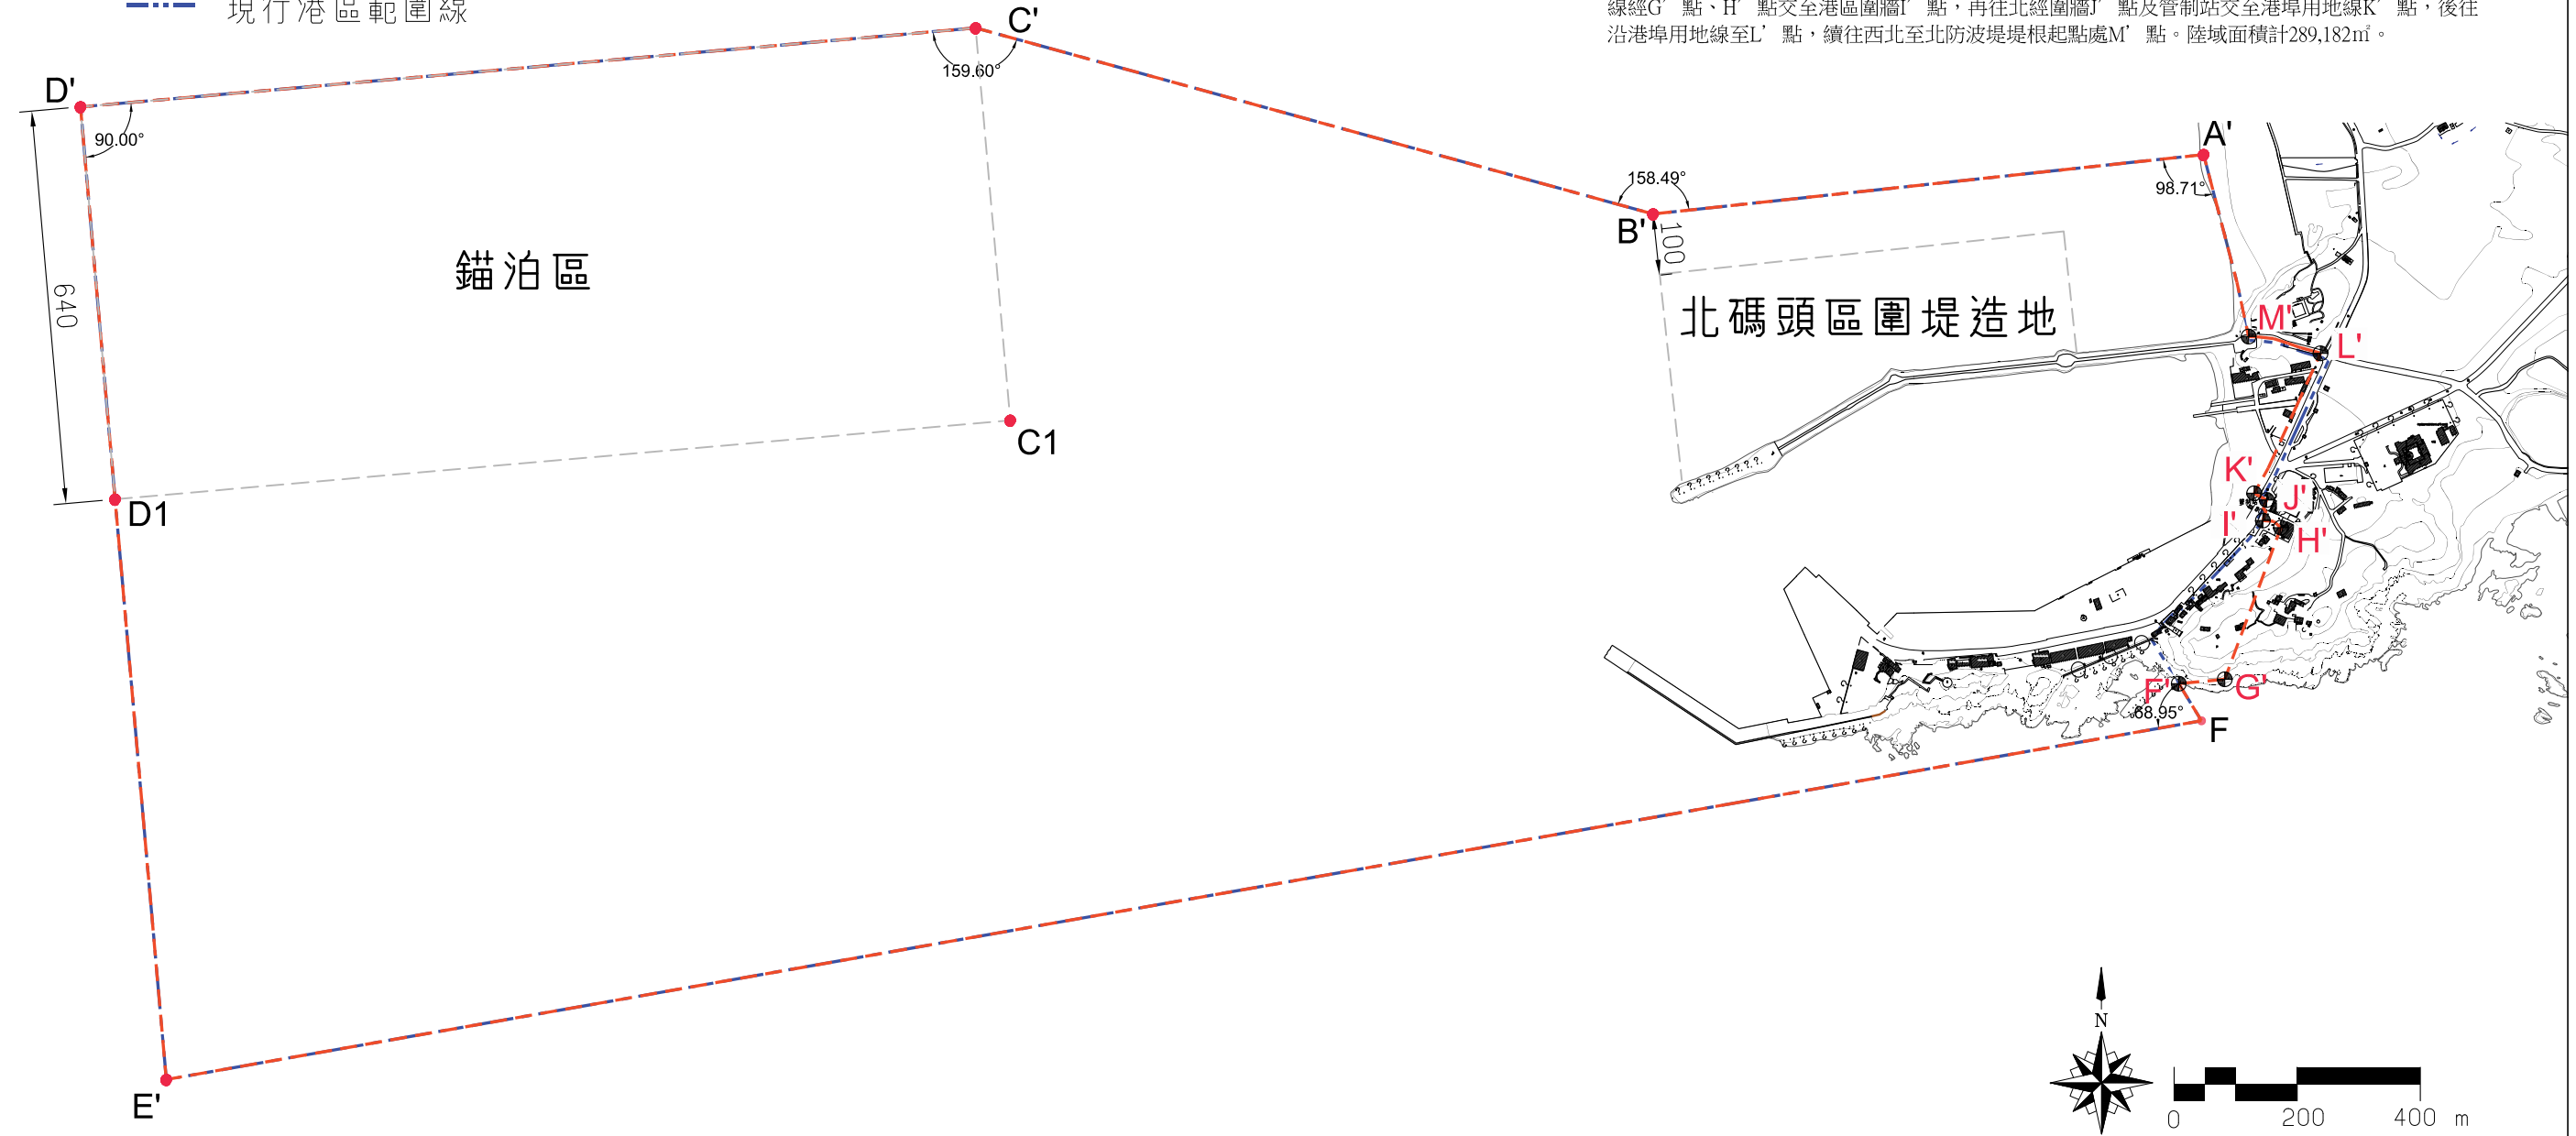 現行港區範圍線
線經G’點、H’點交至港區圍牆I’點，再往北經圍牆J’點及管制站交至港埠用地線K’點，後往
沿港埠用地線至L’點，續往西北至北防波堤堤根起點處M’點。陸域面積計289,182㎡。
C'
159.60°
D'
90.00°
A'
98.71°
158.49°
B'
100
錨泊區
640
北碼頭區圍堤造地
M'
L'
C1
D1
K'
J'
I'
H'
F'
G'
68.95°
F
E'
N
0 200 400 m